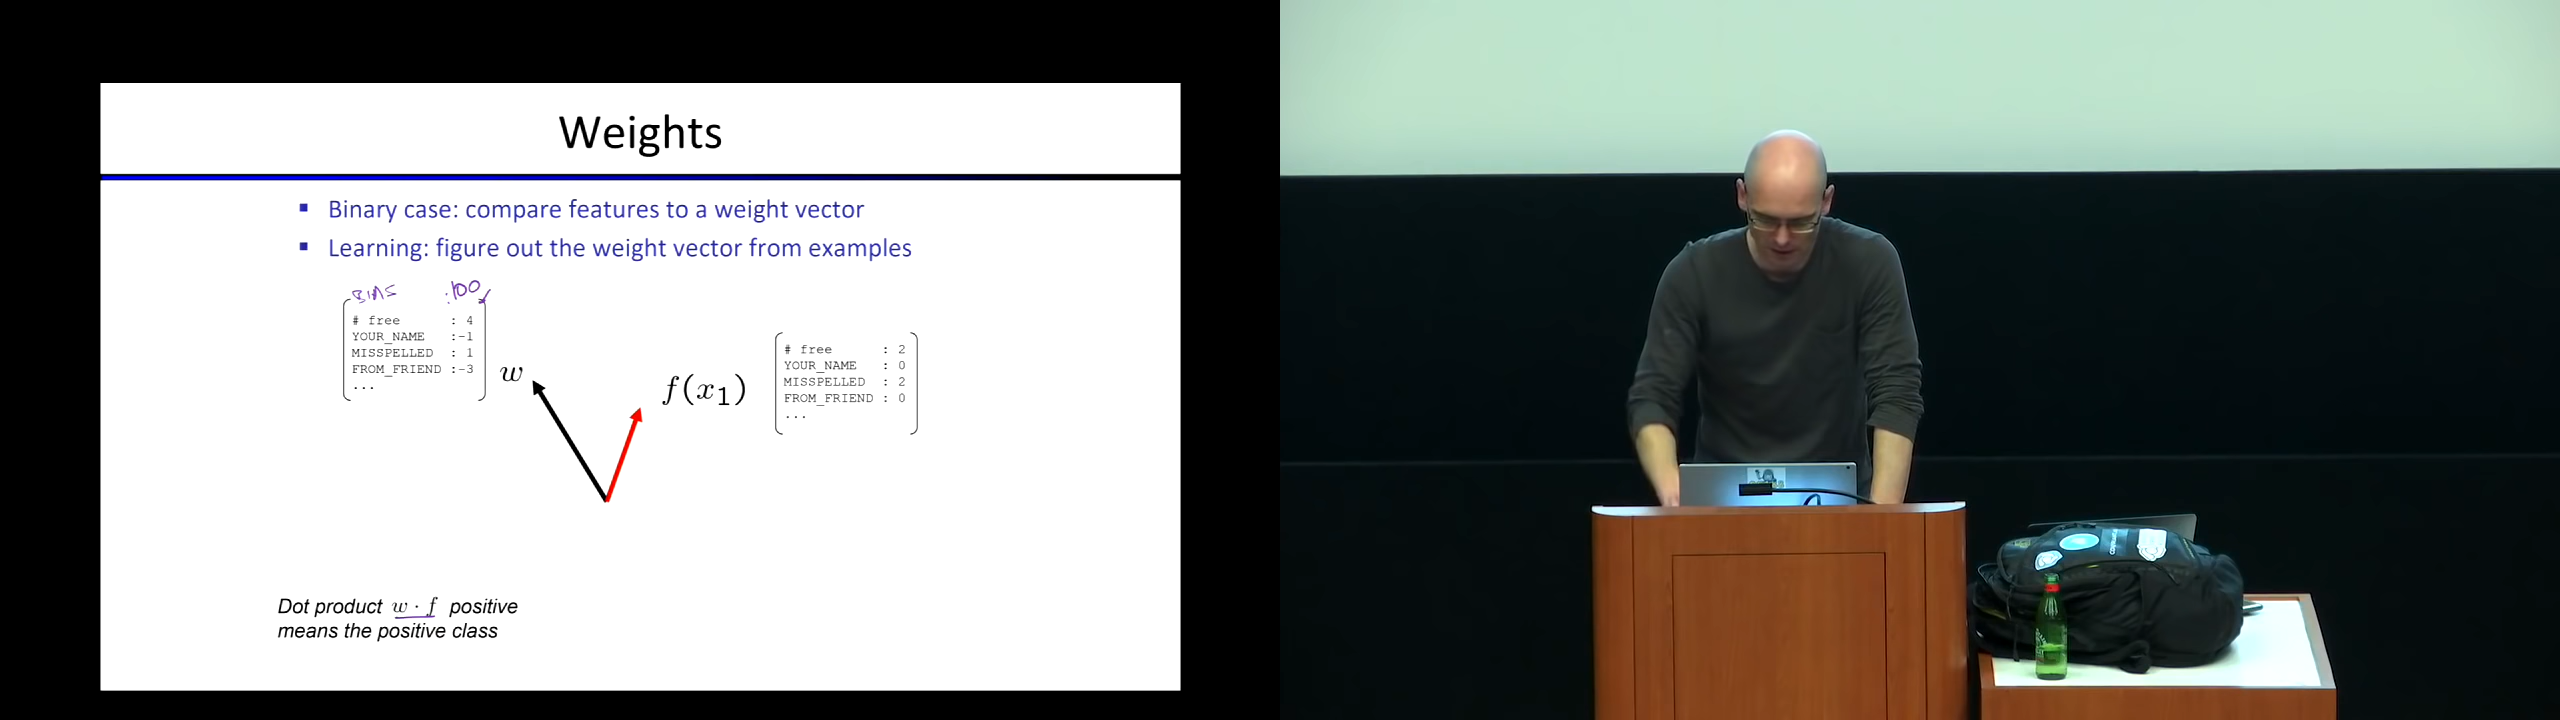 Weights
▪ Binary case: compare features to a weight vector
▪ Learning: figure out the weight vector from examples
BIAS :100
# free : 4
YOUR_NAME :-1
MISSPELLED : 1
FROM_FRIEND :-3
...
w
f(x₁)
# free : 2
YOUR_NAME : 0
MISSPELLED : 2
FROM_FRIEND : 0
...
Dot product w · f positive
means the positive class